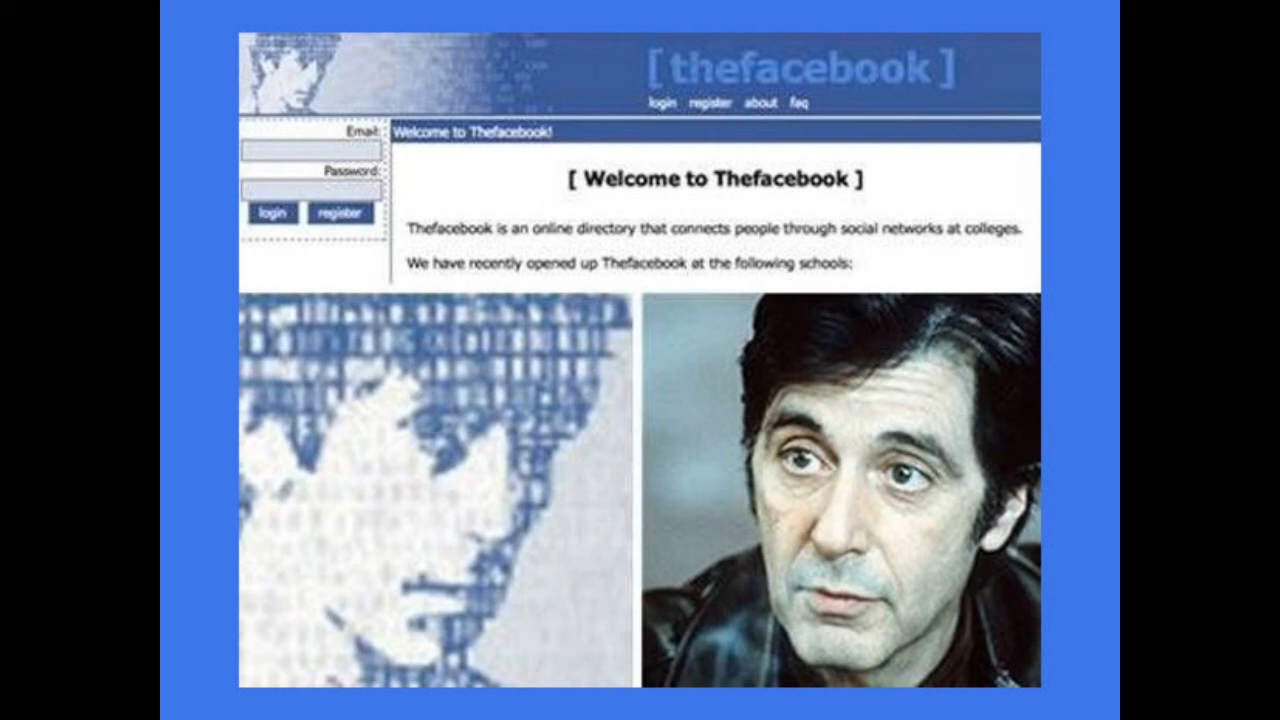 [ thefacebook ]
login register about faq
Email:
Welcome to Thefacebook!
Password:
login register
[ Welcome to Thefacebook ]
Thefacebook is an online directory that connects people through social networks at colleges.
We have recently opened up Thefacebook at the following schools: